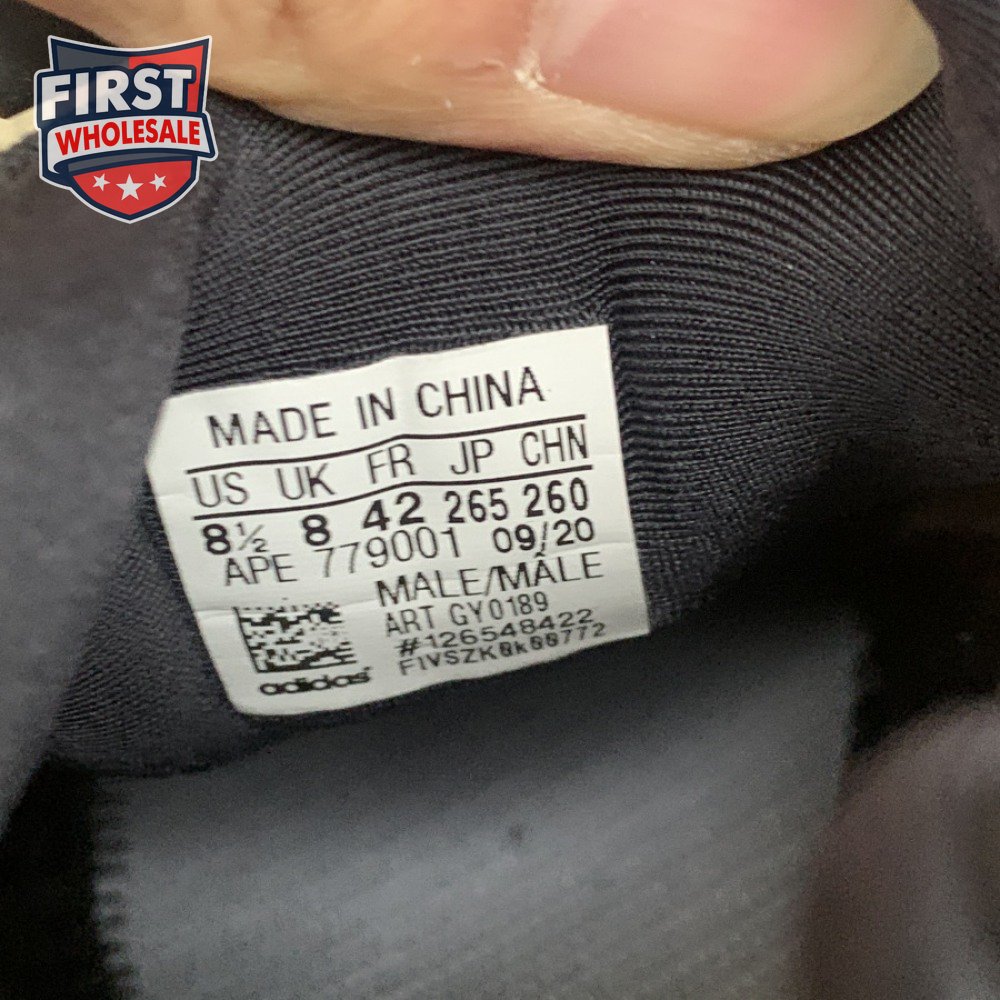 FIRST
WHOLESALE
MADE IN CHINA
US UK FR JP CHN
8½ 8 42 265 260
APE 779001 09/20
MALE/MÂLE
ART GY0189
#126548422
FIVSZK0k00772
adidas